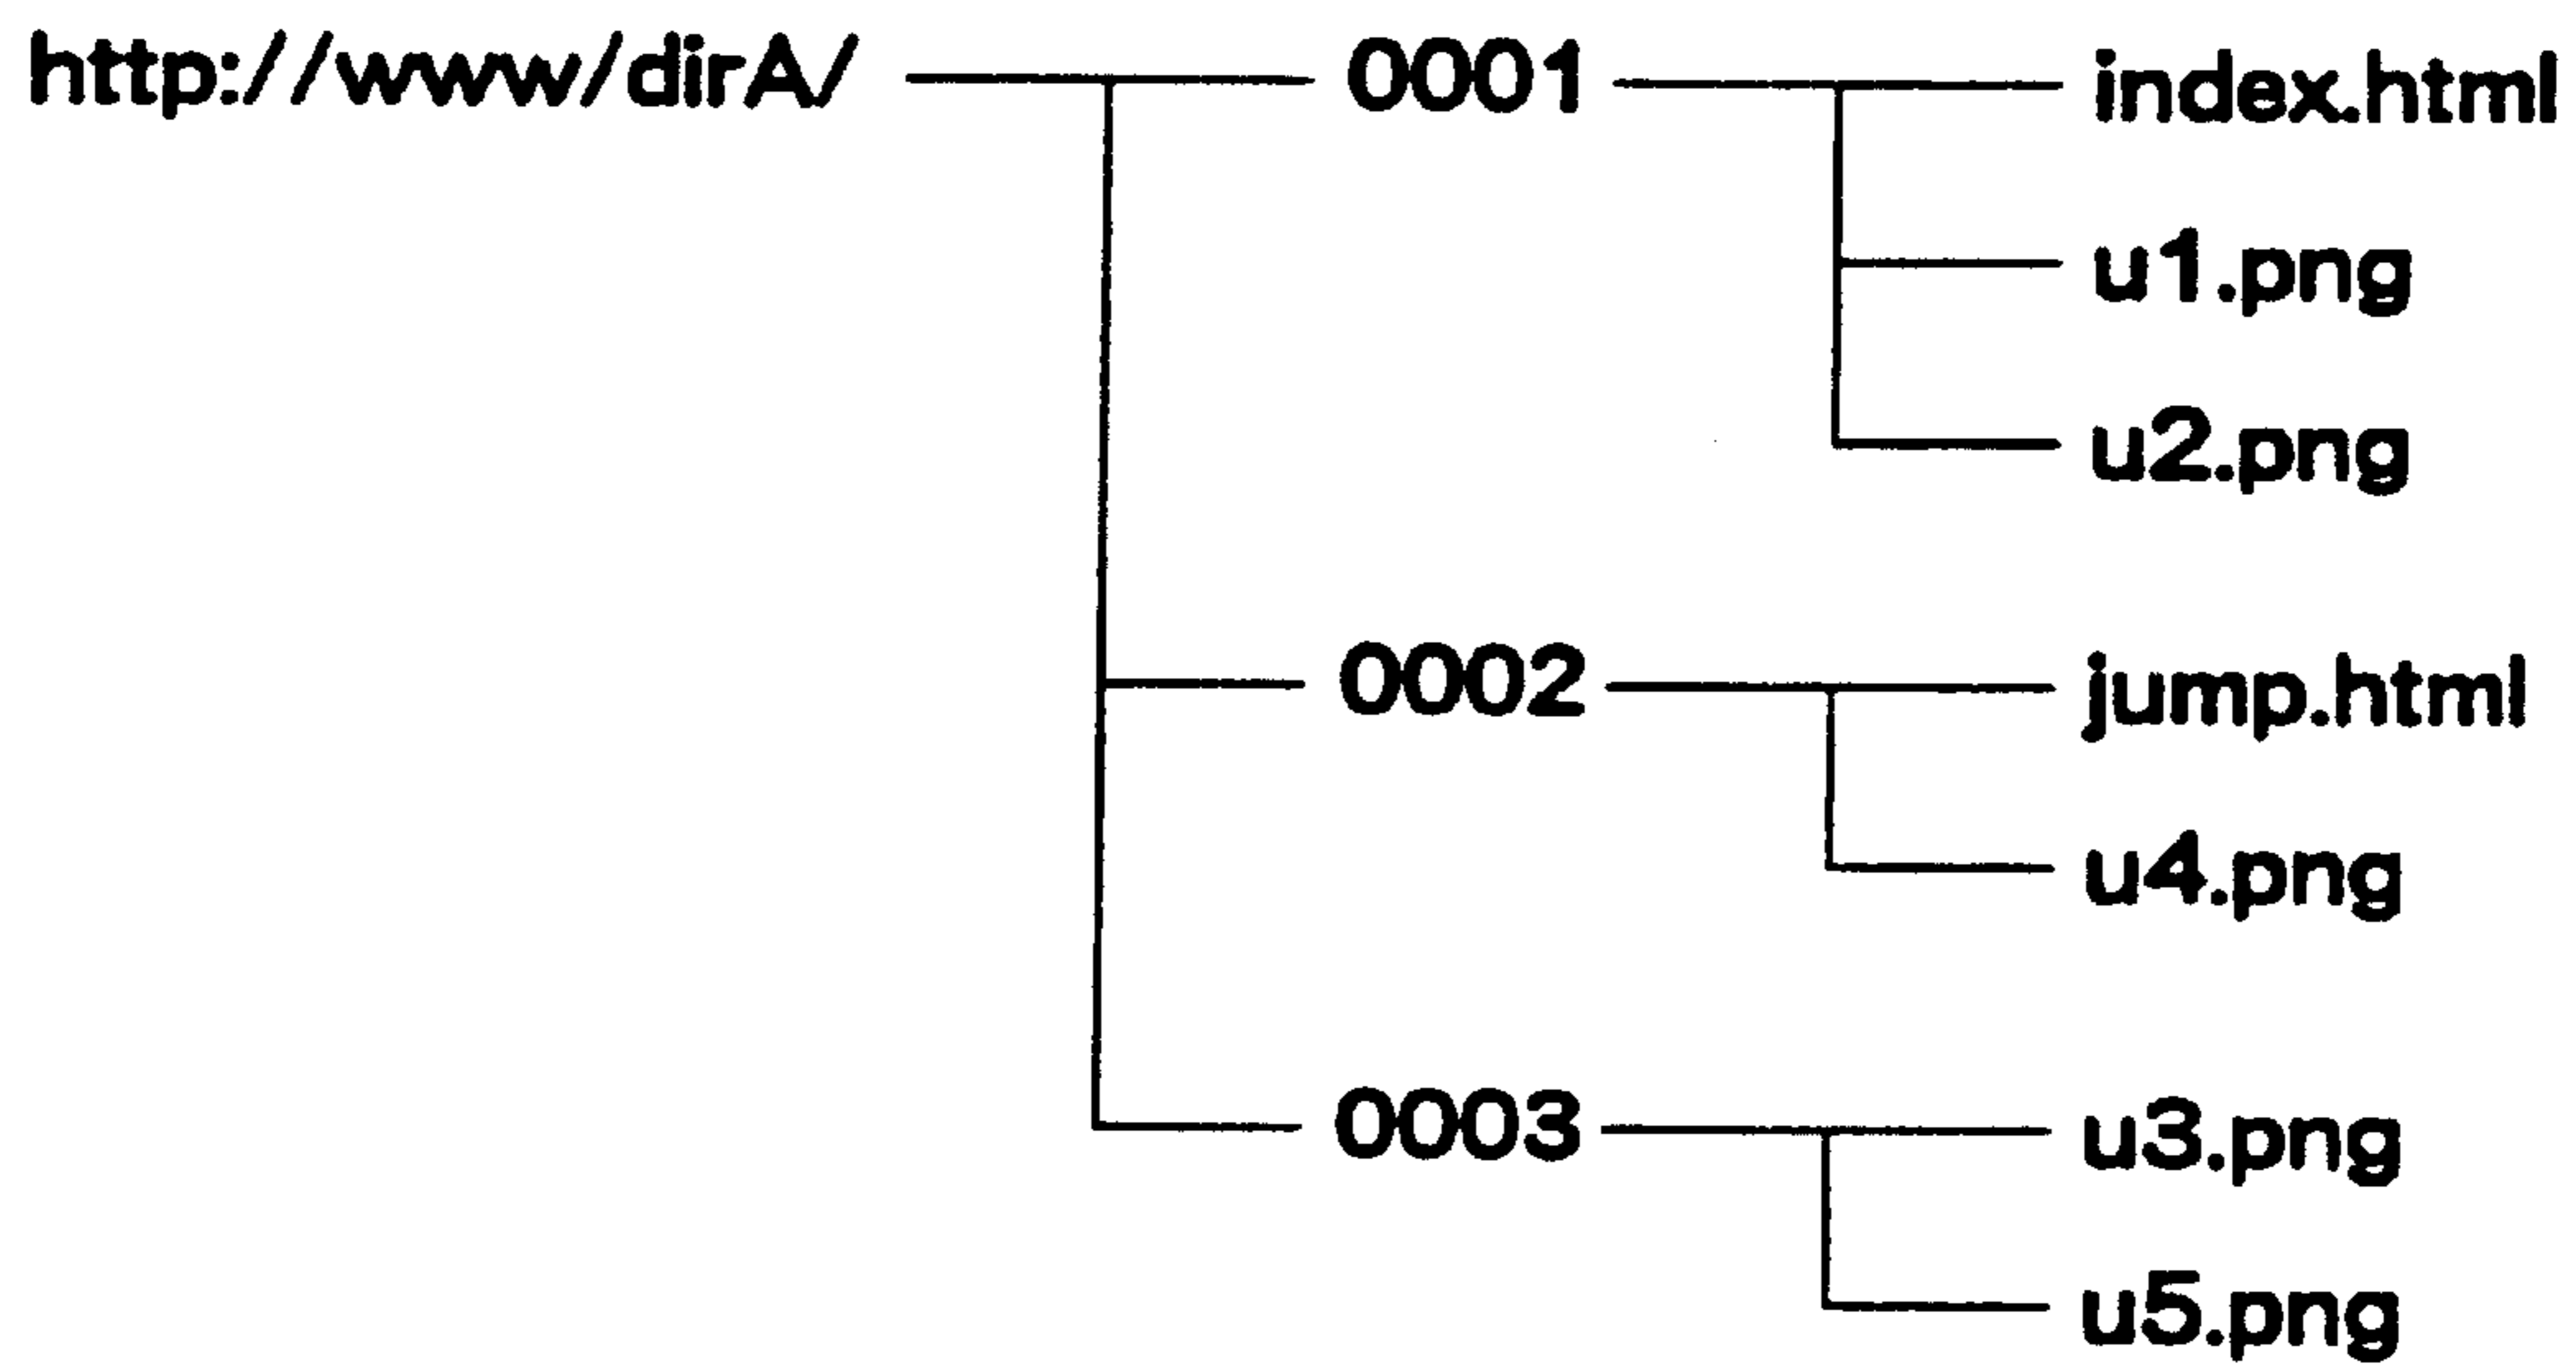 http://www/dirA/ 0001 index.html
u1.png
u2.png
0002 jump.html
u4.png
0003 u3.png
u5.png